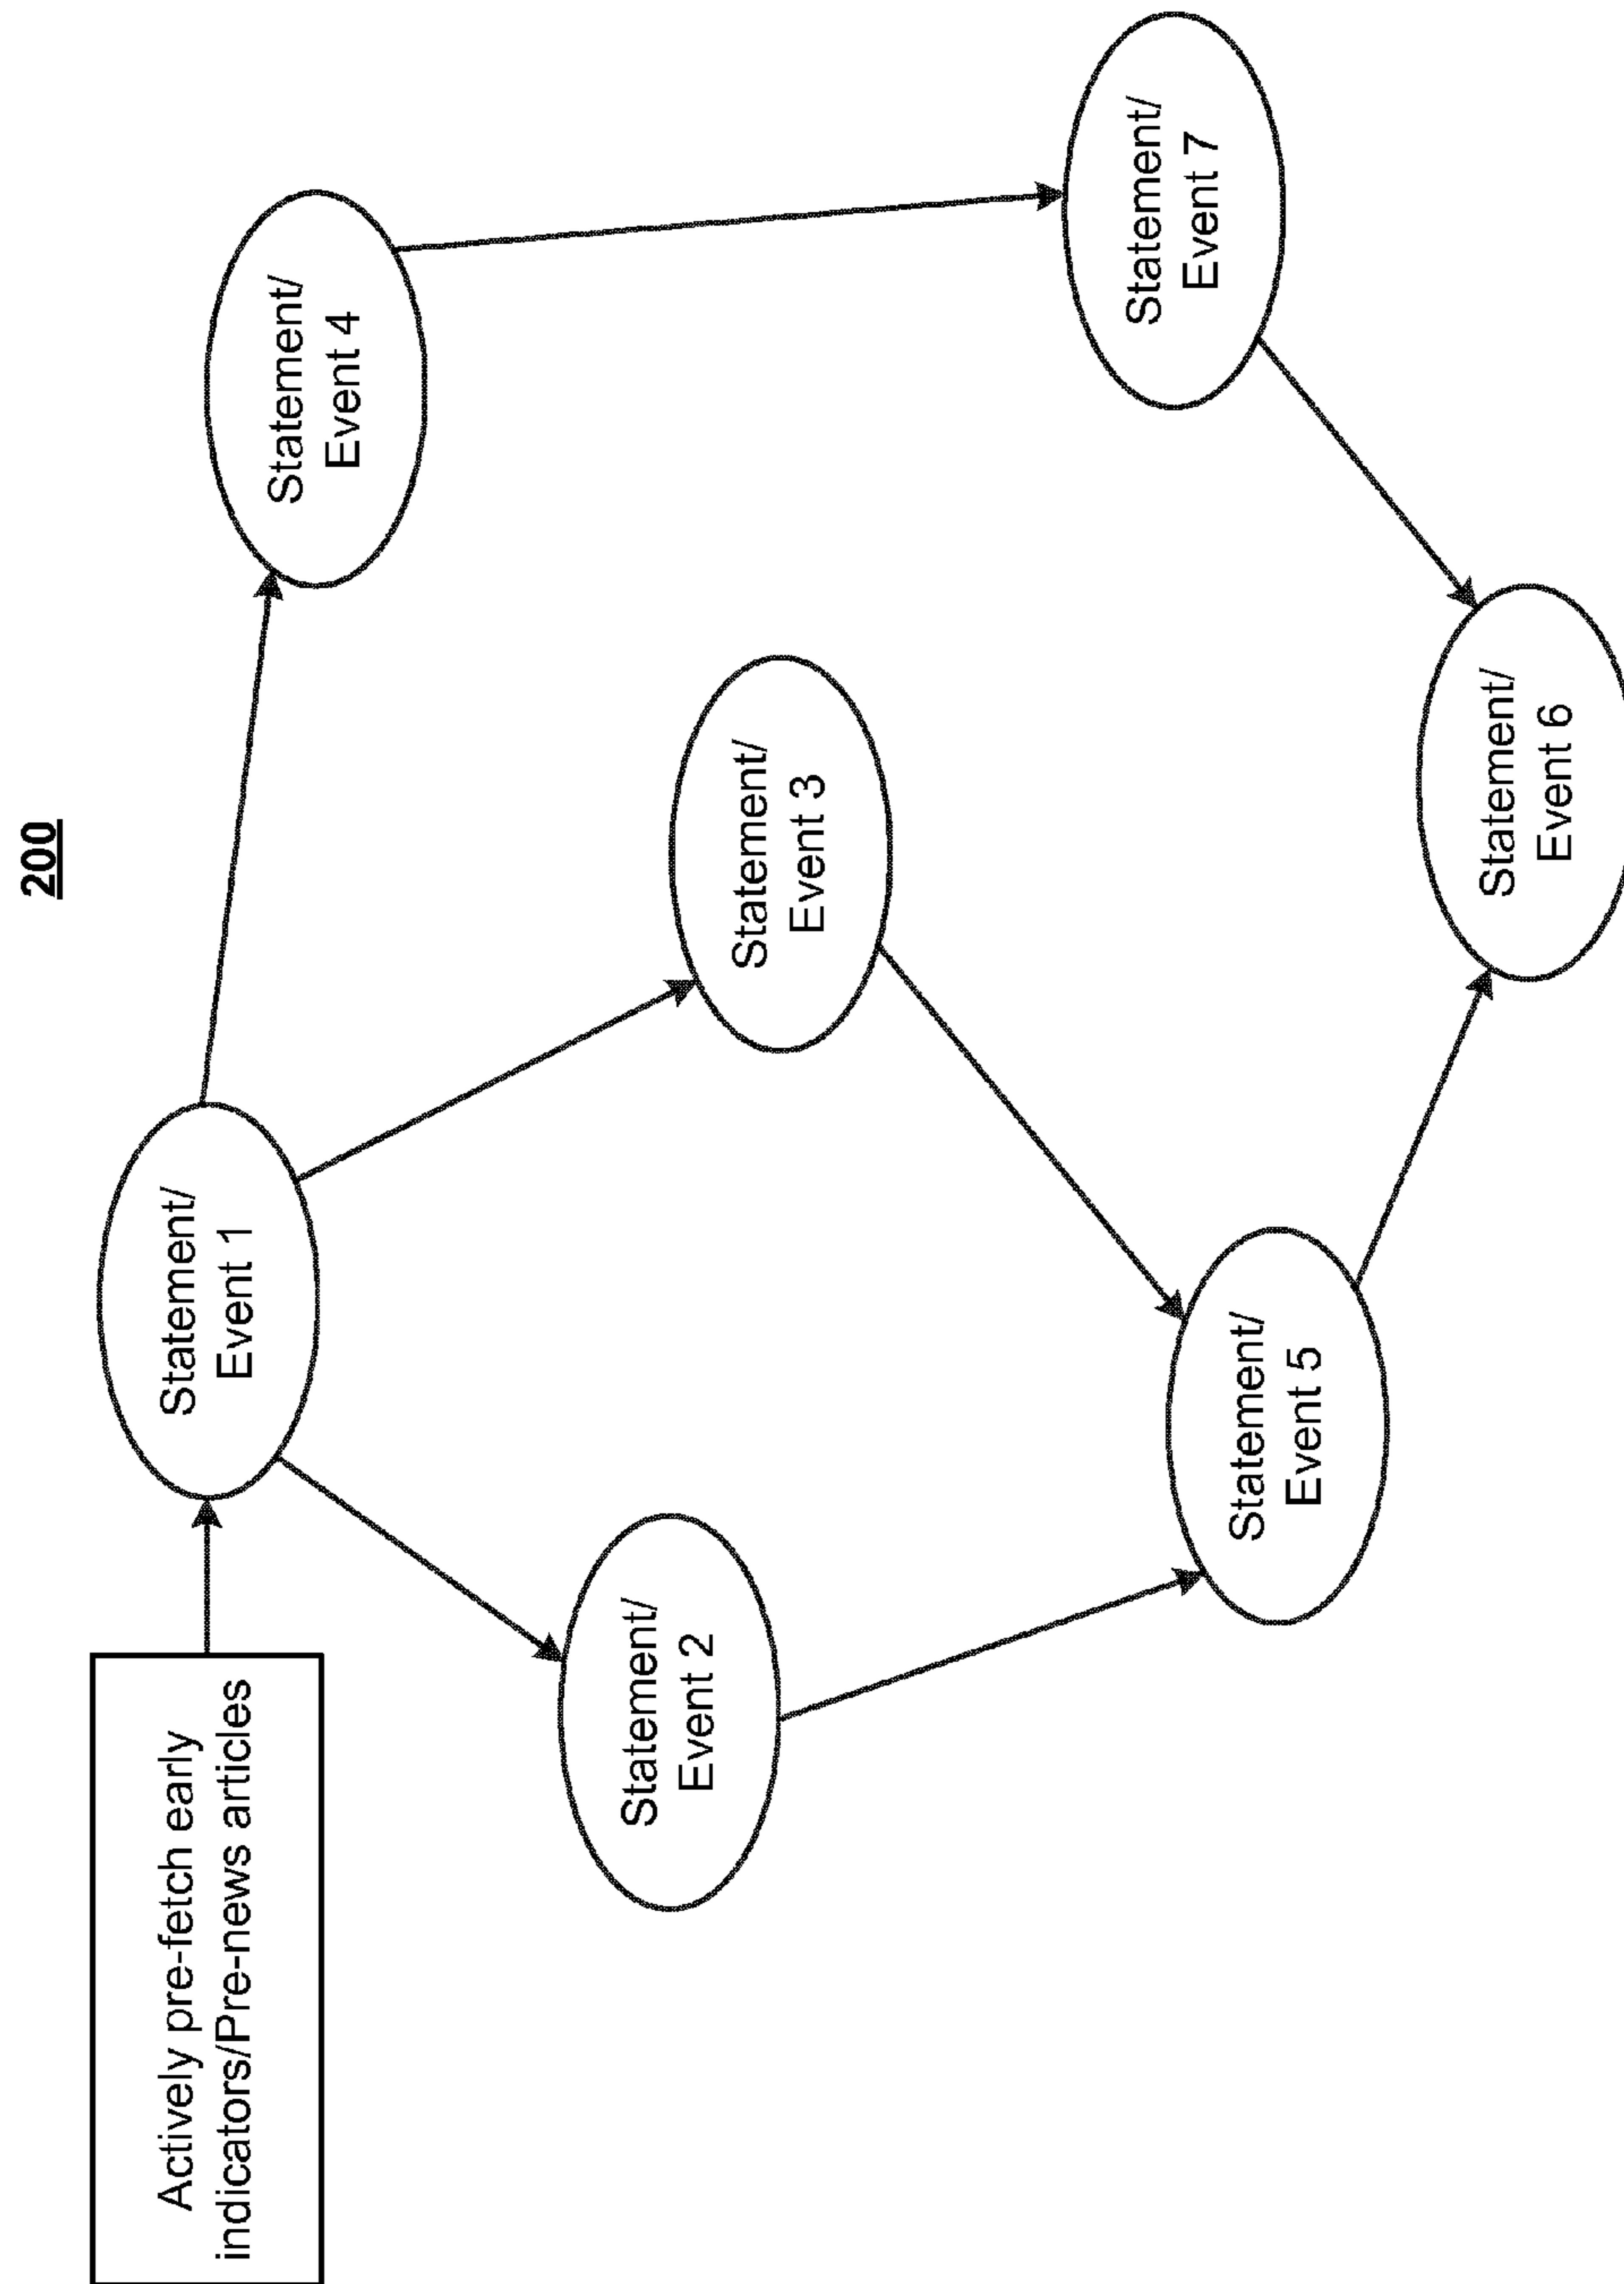 200
Actively pre-fetch early
indicators/Pre-news articles
Statement/
Event 1
Statement/
Event 4
Statement/
Event 2
Statement/
Event 3
Statement/
Event 5
Statement/
Event 7
Statement/
Event 6